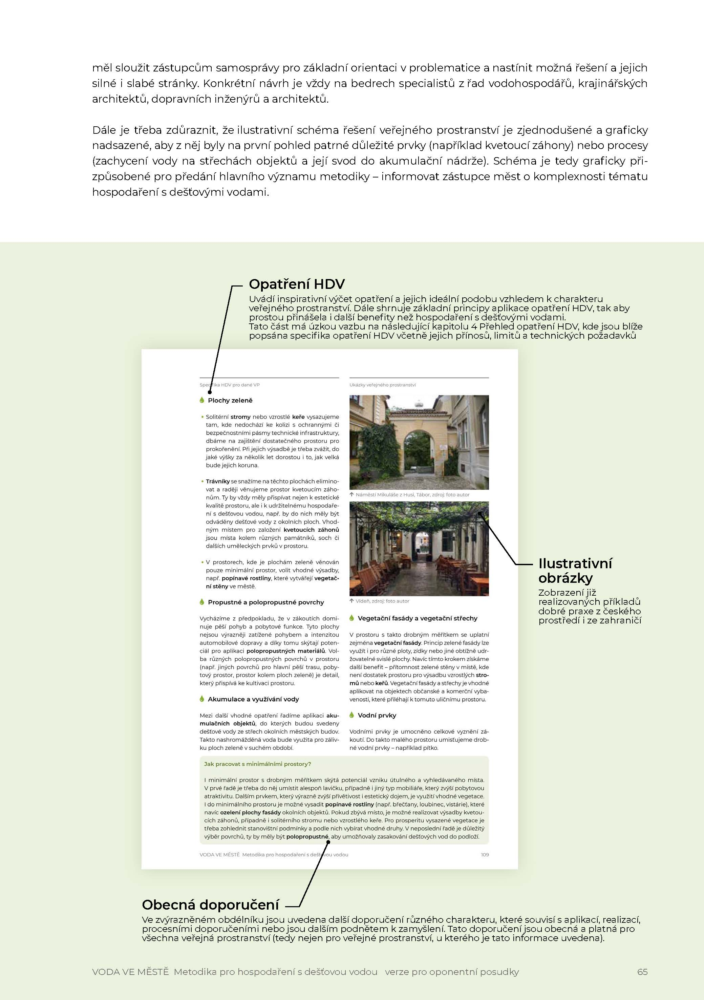 měl sloužit zástupcům samosprávy pro základní orientaci v problematice a nastínit možná řešení a jejich
silné i slabé stránky. Konkrétní návrh je vždy na bedrech specialistů z řad vodohospodářů, krajinářských
architektů, dopravních inženýrů a architektů.
Dále je třeba zdůraznit, že ilustrativní schéma řešení veřejného prostranství je zjednodušené a graficky
nadsazené, aby z něj byly na první pohled patrné důležité prvky (například kvetoucí záhony) nebo procesy
(zachycení vody na střechách objektů a její svod do akumulační nádrže). Schéma je tedy graficky při-
způsobené pro předání hlavního významu metodiky – informovat zástupce měst o komplexnosti tématu
hospodaření s dešťovými vodami.
Opatření HDV
Uvádí inspirativní výčet opatření a jejich ideální podobu vzhledem k charakteru
veřejného prostranství. Dále shrnuje základní principy aplikace opatření HDV, tak aby
prostou přinášela i další benefity než hospodaření s dešťovými vodami.
Tato část má úzkou vazbu na následující kapitolu 4 Přehled opatření HDV, kde jsou blíže
popsána specifika opatření HDV včetně jejich přínosů, limitů a technických požadavků
Specifika HDV pro dané VP
Plochy zeleně
• Solitérní stromy nebo vzrostlé keře vysazujeme
tam, kde nedochází ke kolizi s ochrannými či
bezpečnostními pásmy technické infrastruktury,
dbáme na zajištění dostatečného prostoru pro
prokořenění. Při jejich výsadbě je třeba zvážit, do
jaké výšky za několik let dorostou i to, jak velká
bude jejich koruna.
• Trávníky se snažíme na těchto plochách elimino-
vat a raději věnujeme prostor kvetoucím záho-
nům. Ty by vždy měly přispívat nejen k estetické
kvalitě prostoru, ale i k udržitelnému hospodaře-
ní s dešťovou vodou, např. by do nich měly být
odváděny dešťové vody z okolních ploch. Vhod-
ným místem pro založení kvetoucích záhonů
jsou místa kolem různých památníků, soch či
dalších uměleckých prvků v prostoru.
• V prostorech, kde je plochám zeleně věnován
pouze minimální prostor, volit vhodné výsadby,
např. popínavé rostliny, které vytvářejí vegetač-
ní stěny ve městě.
Propustné a polopropustné povrchy
Vycházíme z předpokladu, že v zákoutích domi-
nuje pěší pohyb a pobytové funkce. Tyto plochy
nejsou výrazněji zatížené pohybem a intenzitou
automobilové dopravy a díky tomu skýtají poten-
ciál pro aplikaci polopropustných materiálů. Vol-
ba různých polopropustných povrchů v prostoru
(např. jiných povrchů pro hlavní pěší trasu, poby-
tový prostor, prostor kolem ploch zeleně) je detail,
který přispívá ke kultivaci prostoru.
Akumulace a využívání vody
Mezi další vhodné opatření řadíme aplikaci aku-
mulačních objektů, do kterých budou svedeny
dešťové vody ze střech okolních městských budov.
Takto nashromážděná voda bude využita pro záliv-
ku ploch zeleně v suchém období.
Ukázky veřejného prostranství
↑ Náměstí Mikuláše z Husi, Tábor, zdroj: foto autor
↑ Vídeň, zdroj: foto autor
Vegetační fasády a vegetační střechy
V prostoru s takto drobným měřítkem se uplatní
zejména vegetační fasády. Princip zelené fasády lze
využít i pro různé ploty, zídky nebo jiné obtížně udr-
žovatelné svislé plochy. Navíc tímto krokem získáme
další benefit – přítomnost zelené stěny v místě, kde
není dostatek prostoru pro výsadbu vzrostlých stro-
mů nebo keřů. Vegetační fasády a střechy je vhodné
aplikovat na objektech občanské a komerční vyba-
venosti, které přiléhají k tomuto uličnímu prostoru.
Vodní prvky
Vodními prvky je umocněno celkové vyznění zá-
koutí. Do takto malého prostoru umisťujeme drob-
né vodní prvky – například pítko.
Jak pracovat s minimálními prostory?
I minimální prostor s drobným měřítkem skýtá potenciál vzniku útulného a vyhledávaného místa.
V prvé řadě je třeba do něj umístit alespoň lavičku, případně i jiný typ mobiliáře, který zvýší pobytovou
atraktivitu. Dalším prvkem, který výrazně zvýší přívětivost i estetický dojem, je využití vhodné vegetace.
I do minimálního prostoru je možné vysadit popínavé rostliny (např. břečťany, loubinec, vistárie), které
navíc ozelení plochy fasády okolních objektů. Pokud zbývá místo, je možné realizovat výsadby kvetou-
cích záhonů, případně i solitérního stromu nebo vzrostlého keře. Pro prosperitu vysazené vegetace je
třeba zohlednit stanovištní podmínky a podle nich vybírat vhodné druhy. V neposlední řadě je důležitý
výběr povrchů, ty by měly být polopropustné, aby umožňovaly zasakování dešťových vod do podloží.
VODA VE MĚSTĚ Metodika pro hospodaření s dešťovou vodou 109
Ilustrativní
obrázky
Zobrazení již
realizovaných příkladů
dobré praxe z českého
prostředí i ze zahraničí
Obecná doporučení
Ve zvýrazněném obdélníku jsou uvedena další doporučení různého charakteru, které souvisí s aplikací, realizací,
procesními doporučeními nebo jsou dalším podnětem k zamyšlení. Tato doporučení jsou obecná a platná pro
všechna veřejná prostranství (tedy nejen pro veřejné prostranství, u kterého je tato informace uvedena).
VODA VE MĚSTĚ Metodika pro hospodaření s dešťovou vodou verze pro oponentní posudky 65